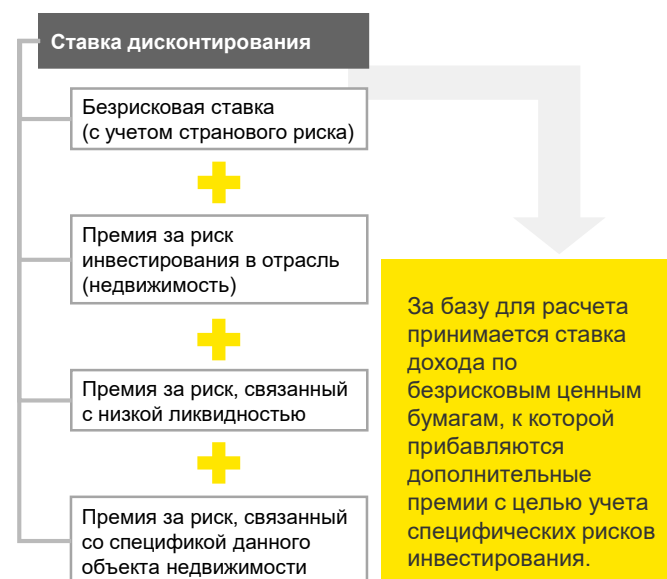 Ставка дисконтирования
Безрисковая ставка
(с учетом странового риска)
Премия за риск
инвестирования в отрасль
(недвижимость)
Премия за риск, связанный
с низкой ликвидностью
Премия за риск, связанный
со спецификой данного
объекта недвижимости
За базу для расчета
принимается ставка
дохода по
безрисковым ценным
бумагам, к которой
прибавляются
дополнительные
премии с целью учета
специфических рисков
инвестирования.